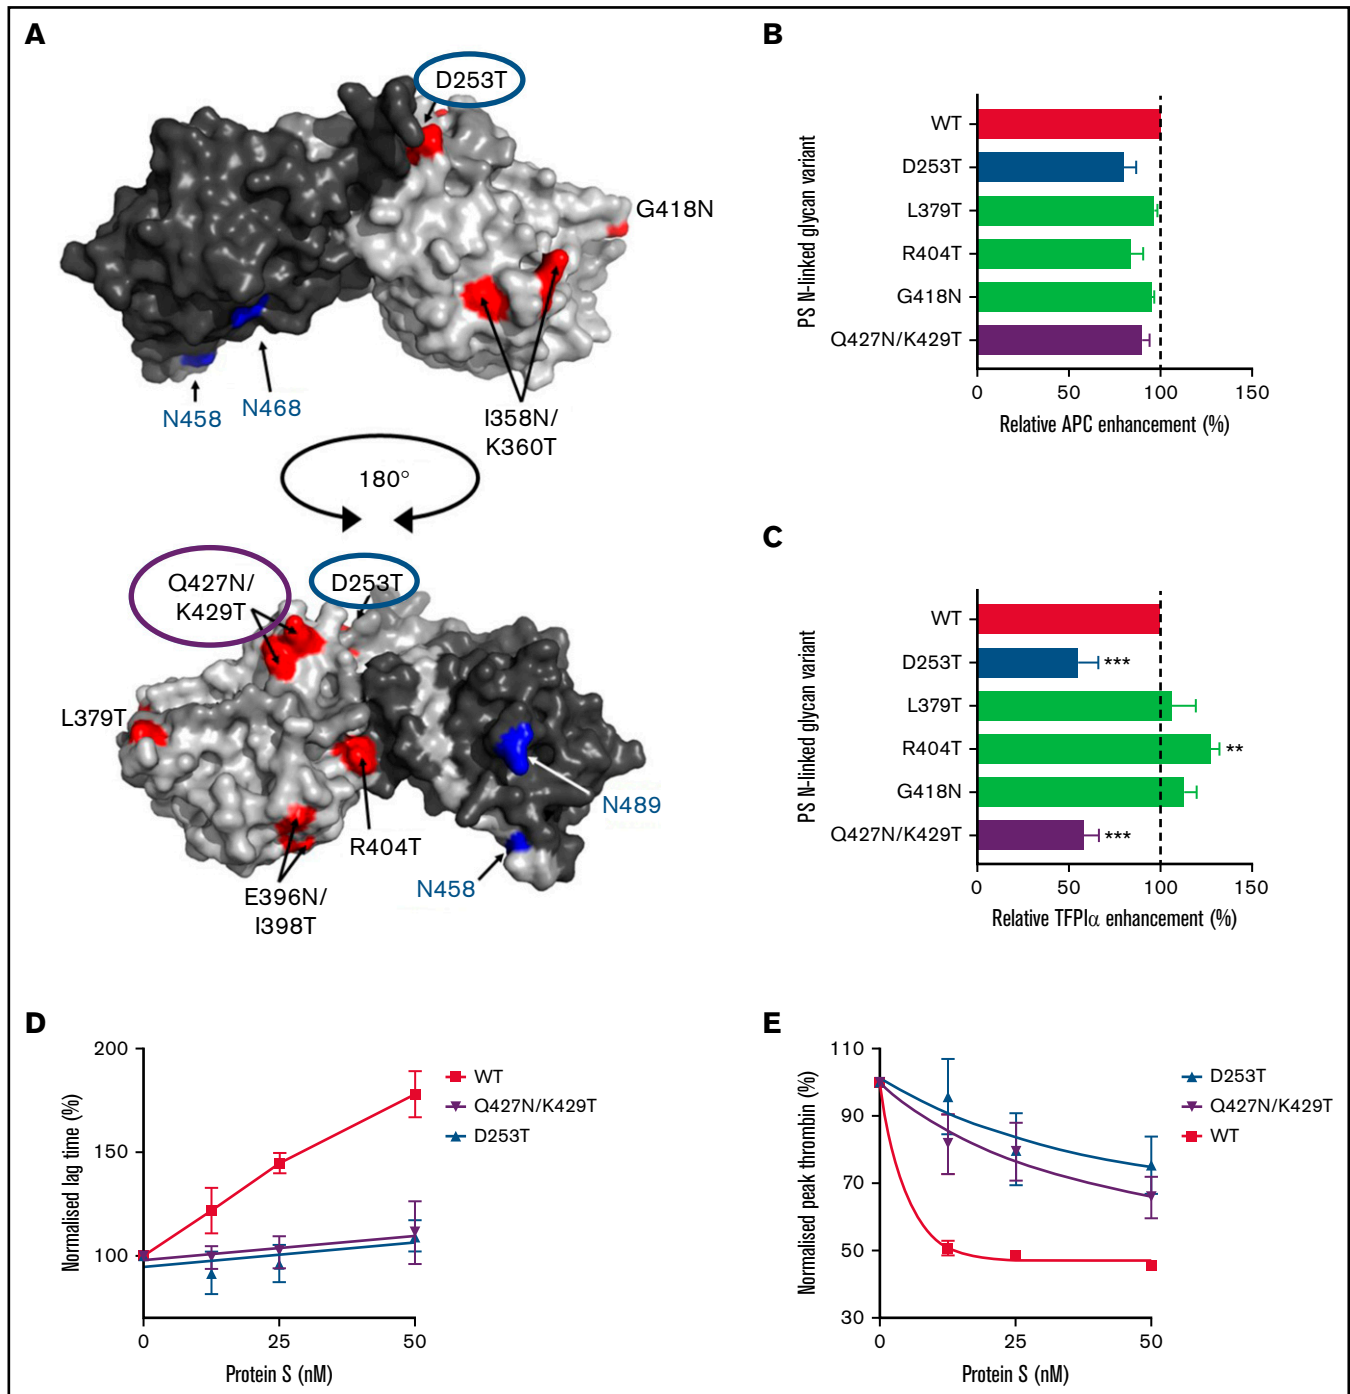 A
D253T
G418N
N458
N468
I358N/
K360T
180°
Q427N/
K429T
D253T
L379T
N489
R404T
N458
E396N/
I398T
B
PS N-linked glycan variant
WT
D253T
L379T
R404T
G418N
Q427N/K429T
0 50 100 150
Relative APC enhancement (%)
C
PS N-linked glycan variant
WT
D253T ***
L379T
R404T **
G418N
Q427N/K429T ***
0 50 100 150
Relative TFPIα enhancement (%)
D
Normalised lag time (%)
200
150
100
0 25 50
Protein S (nM)
WT
Q427N/K429T
D253T
E
Normalised peak thrombin (%)
110
90
70
50
30
0 25 50
Protein S (nM)
D253T
Q427N/K429T
WT